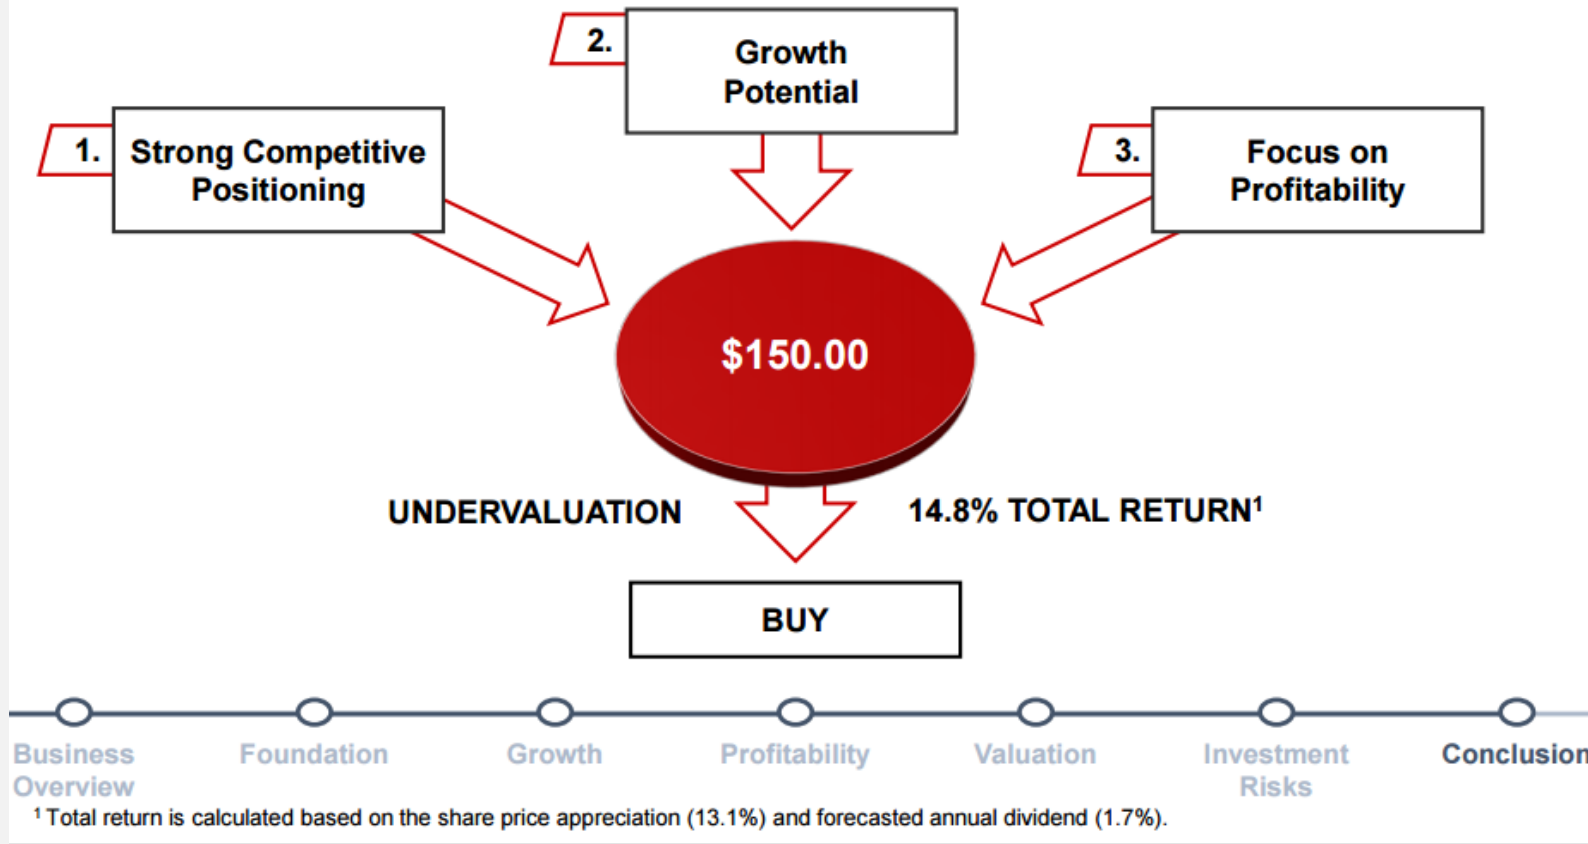 1.
Strong Competitive
Positioning
2.
Growth
Potential
3.
Focus on
Profitability
$150.00
UNDERVALUATION
14.8% TOTAL RETURN¹
BUY
Business
Overview
Foundation
Growth
Profitability
Valuation
Investment
Risks
Conclusion
¹ Total return is calculated based on the share price appreciation (13.1%) and forecasted annual dividend (1.7%).